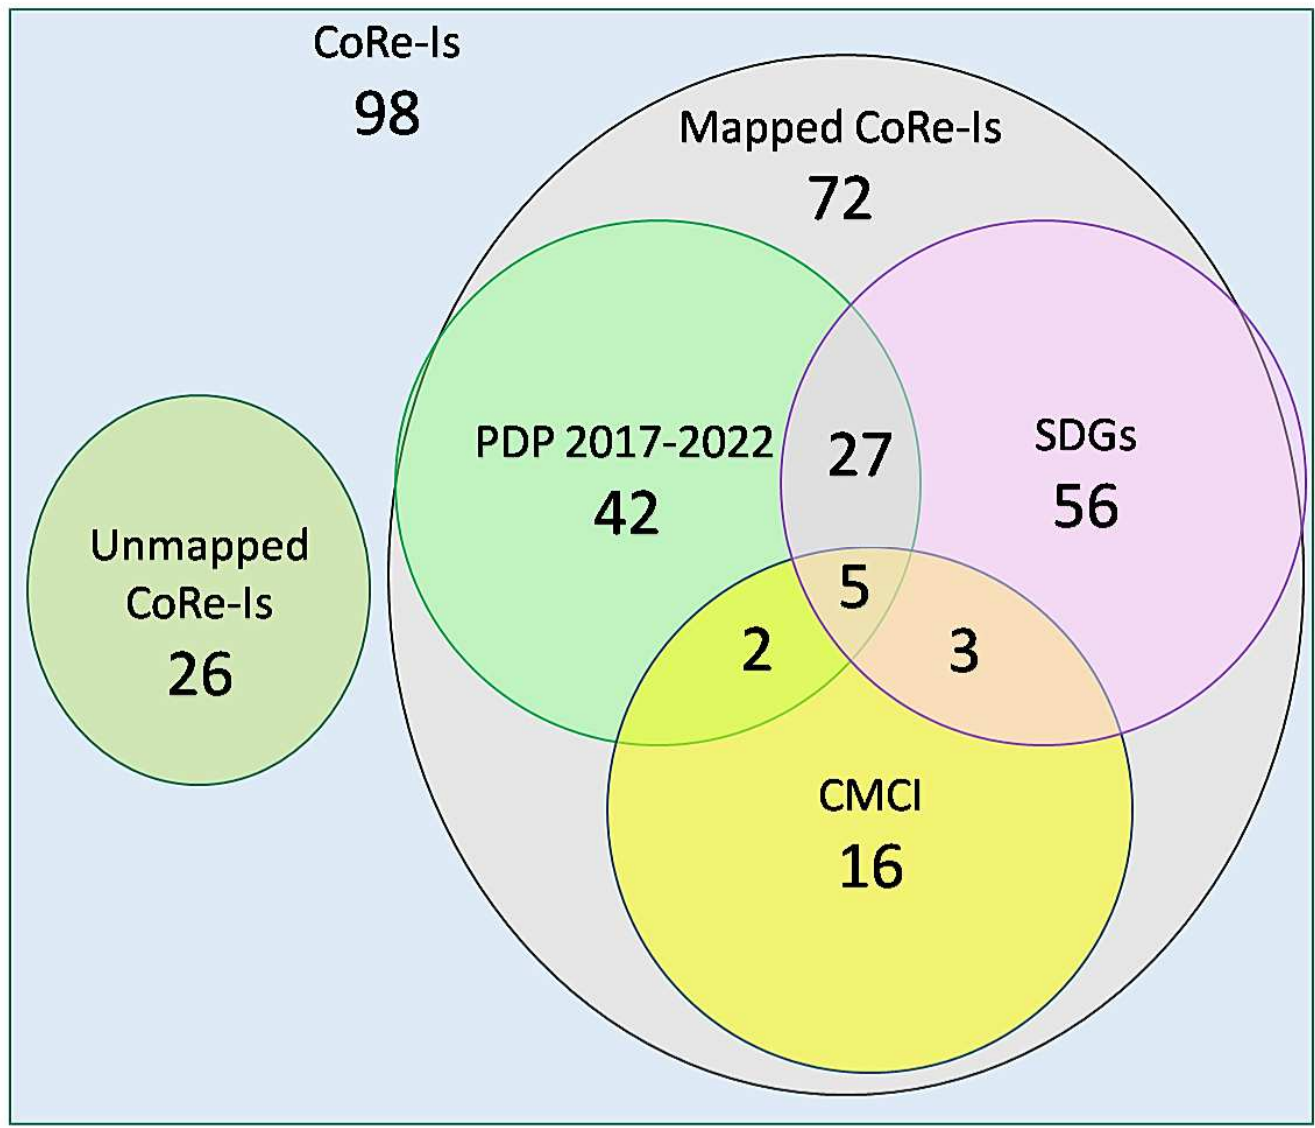 CoRe-Is
98
Mapped CoRe-Is
72
PDP 2017-2022
42
27
SDGs
56
Unmapped
CoRe-Is
26
5
2
3
CMCI
16